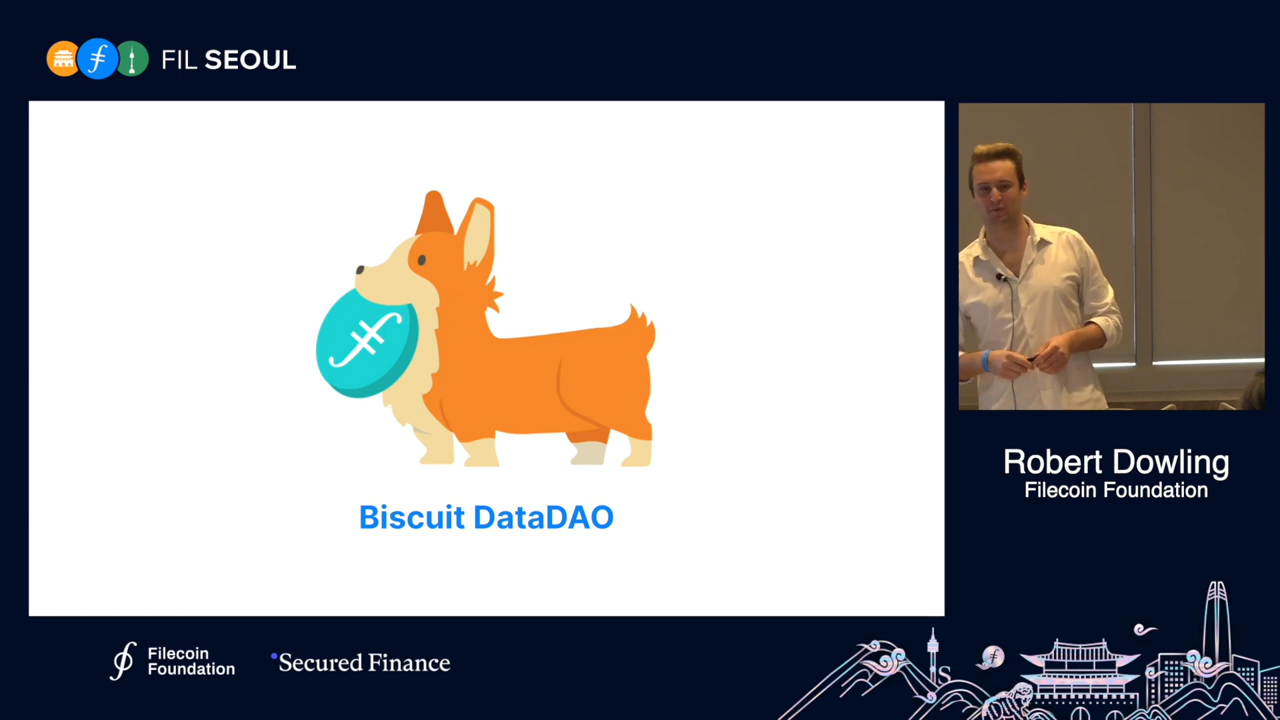 FIL SEOUL
Biscuit DataDAO
Robert Dowling
Filecoin Foundation
Filecoin
Foundation
Secured Finance